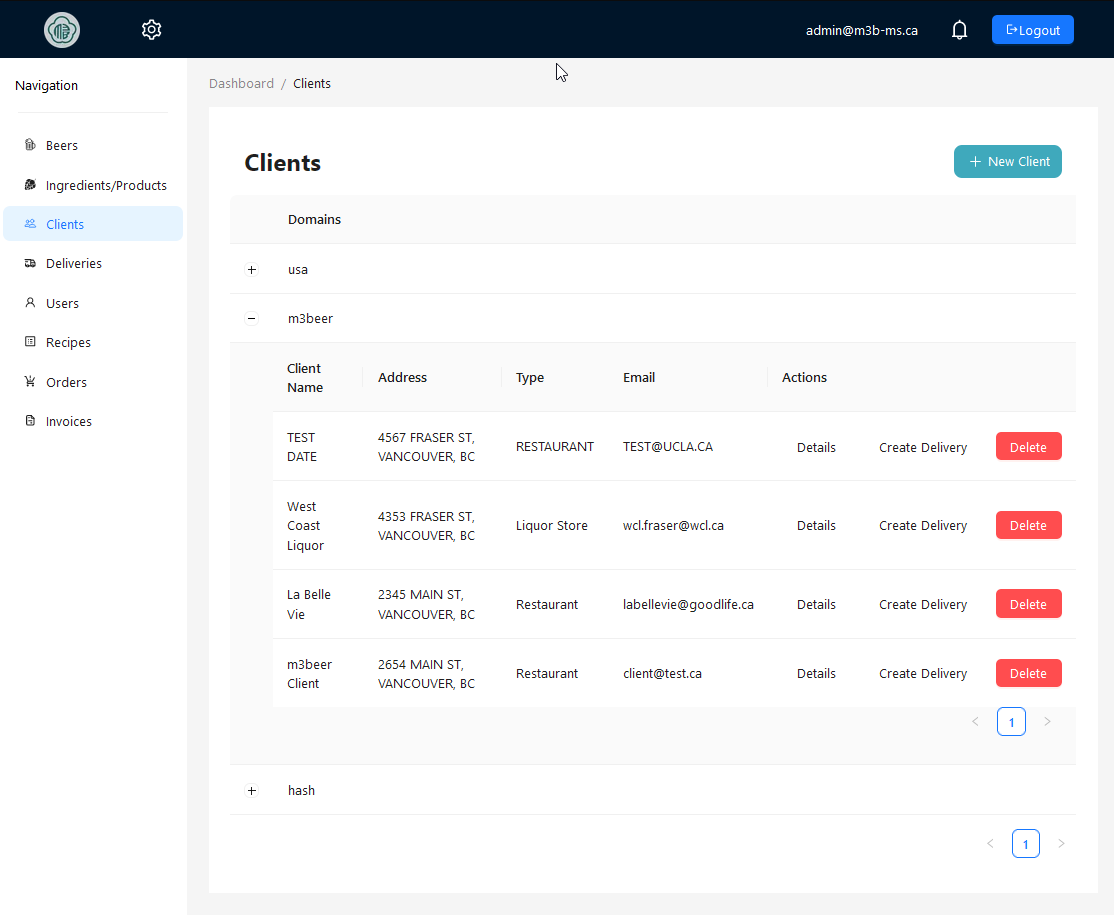 admin@m3b-ms.ca
Logout
Navigation
Beers
Ingredients/Products
Clients
Deliveries
Users
Recipes
Orders
Invoices
Dashboard / Clients
Clients
+ New Client
Domains
+ usa
− m3beer
Client
Name
Address
Type
Email
Actions
TEST
DATE
4567 FRASER ST,
VANCOUVER, BC
RESTAURANT
TEST@UCLA.CA
Details
Create Delivery
Delete
West
Coast
Liquor
4353 FRASER ST,
VANCOUVER, BC
Liquor Store
wcl.fraser@wcl.ca
Details
Create Delivery
Delete
La Belle
Vie
2345 MAIN ST,
VANCOUVER, BC
Restaurant
labellevie@goodlife.ca
Details
Create Delivery
Delete
m3beer
Client
2654 MAIN ST,
VANCOUVER, BC
Restaurant
client@test.ca
Details
Create Delivery
Delete
< 1 >
+ hash
< 1 >